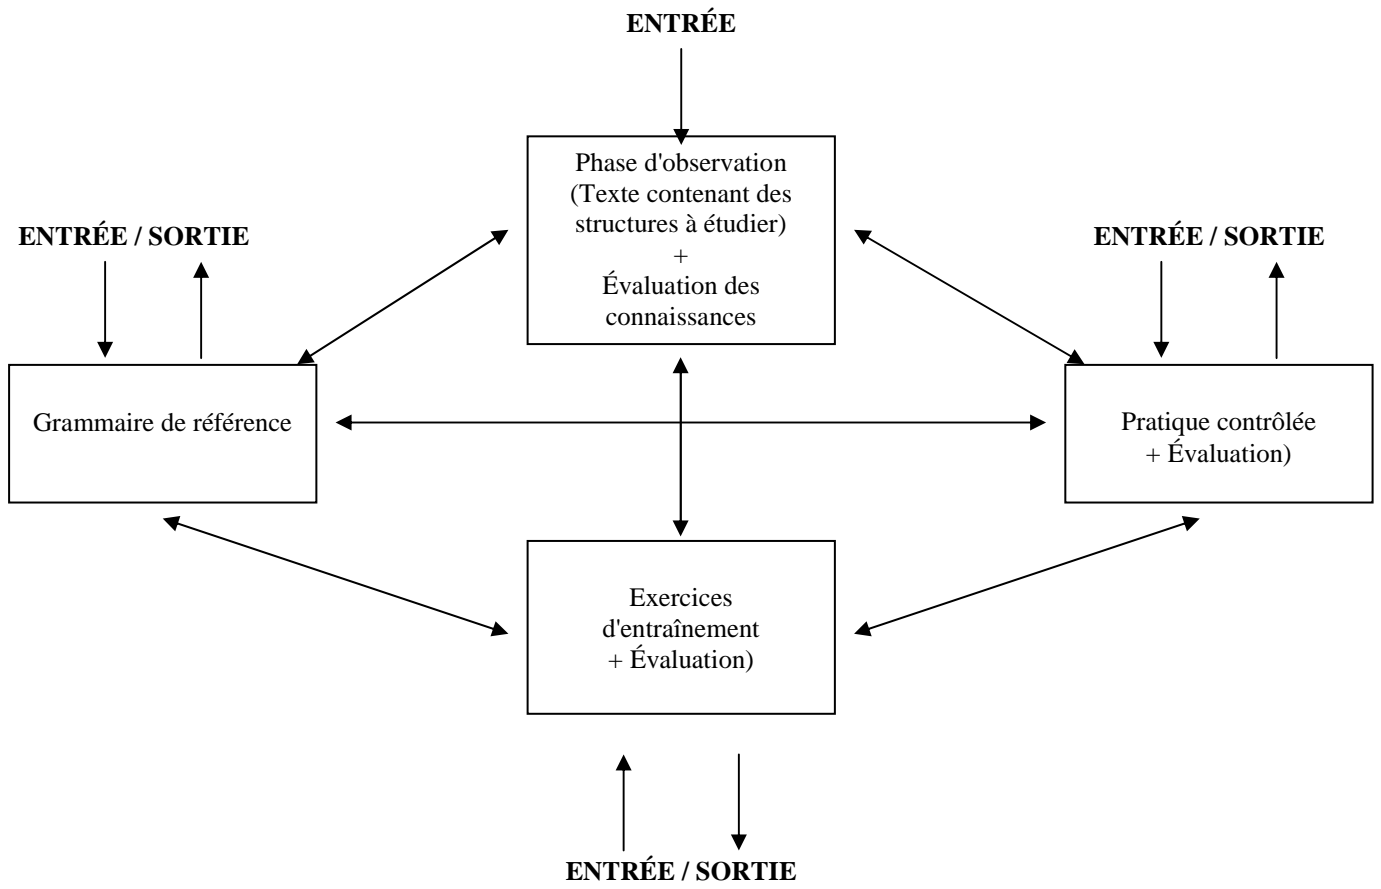 ENTRÉE
Phase d'observation
(Texte contenant des
structures à étudier)
+
Évaluation des
connaissances
ENTRÉE / SORTIE
ENTRÉE / SORTIE
Grammaire de référence
Pratique contrôlée
+ Évaluation)
Exercices
d'entraînement
+ Évaluation)
ENTRÉE / SORTIE